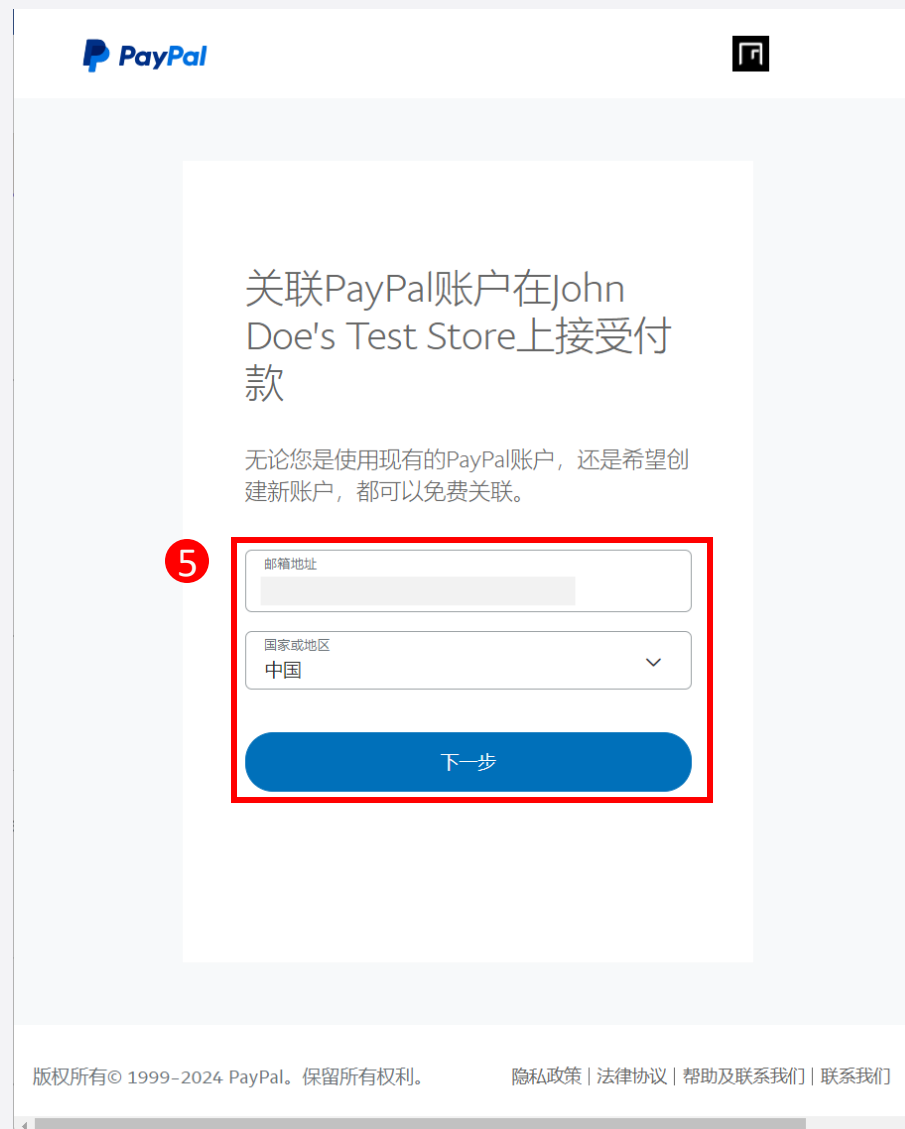 PayPal
关联PayPal账户在John
Doe's Test Store上接受付
款
无论您是使用现有的PayPal账户，还是希望创
建新账户，都可以免费关联。
5
邮箱地址
国家或地区
中国
下一步
版权所有© 1999-2024 PayPal。保留所有权利。 隐私政策 | 法律协议 | 帮助及联系我们 | 联系我们